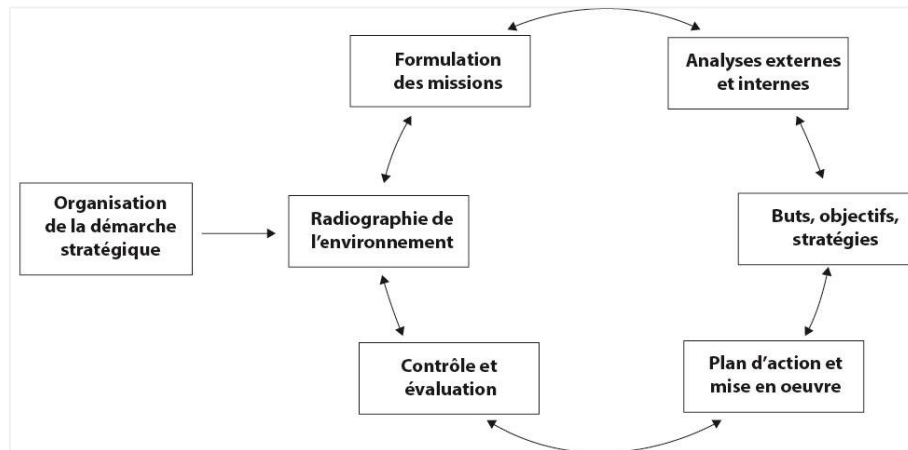 Formulation
des missions
Analyses externes
et internes
Organisation
de la démarche
stratégique
Radiographie de
l'environnement
Buts, objectifs,
stratégies
Contrôle et
évaluation
Plan d'action et
mise en oeuvre